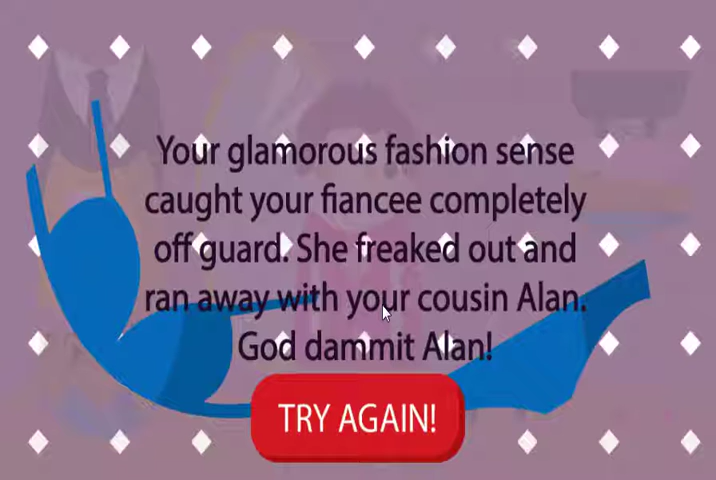 Your glamorous fashion sense
caught your fiancee completely
off guard. She freaked out and
ran away with your cousin Alan.
God dammit Alan!
TRY AGAIN!